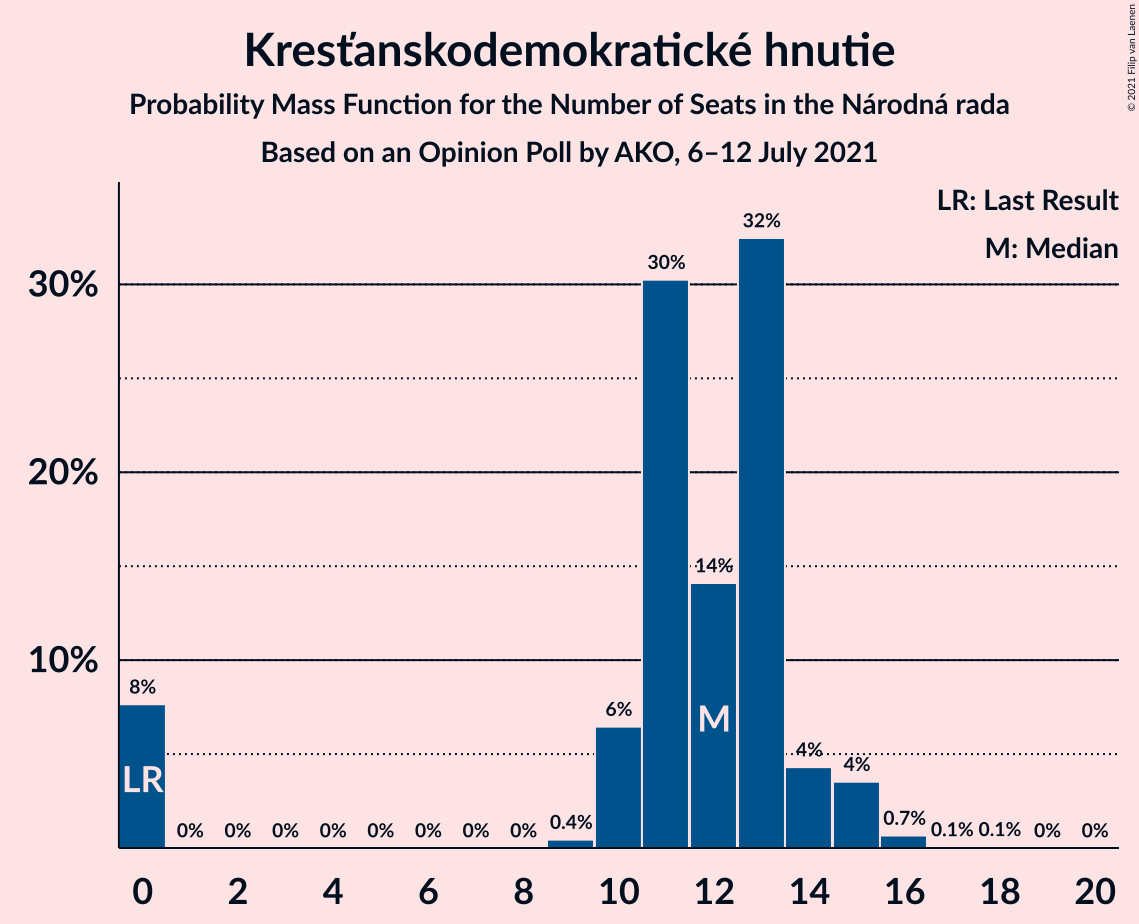 Kresťanskodemokratické hnutie
Probability Mass Function for the Number of Seats in the Národná rada
Based on an Opinion Poll by AKO, 6–12 July 2021
© 2021 Filip van Laenen
LR: Last Result
M: Median
30%
20%
10%
8%
0%
0%
0%
0%
0%
0%
0%
0%
0.4%
6%
30%
14%
32%
4%
4%
0.7%
0.1%
0.1%
0%
0%
LR
M
0 2 4 6 8 10 12 14 16 18 20